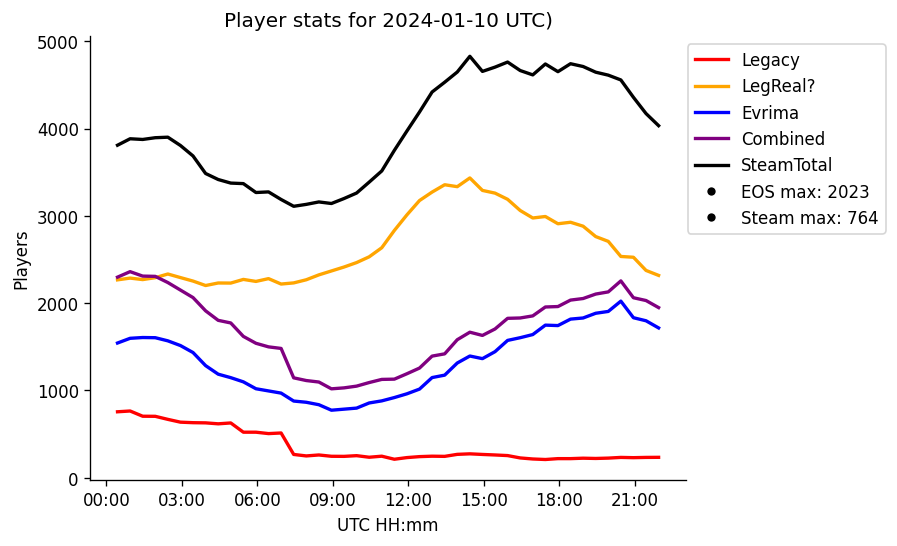 Player stats for 2024-01-10 UTC)
5000
4000
3000
2000
1000
0
Players
00:00 03:00 06:00 09:00 12:00 15:00 18:00 21:00
UTC HH:mm
Legacy
LegReal?
Evrima
Combined
SteamTotal
EOS max: 2023
Steam max: 764